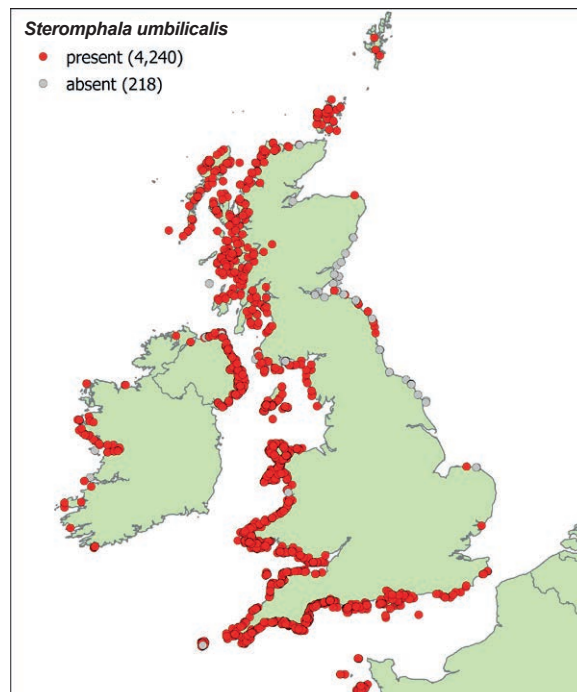 Steromphala umbilicalis
present (4,240)
absent (218)